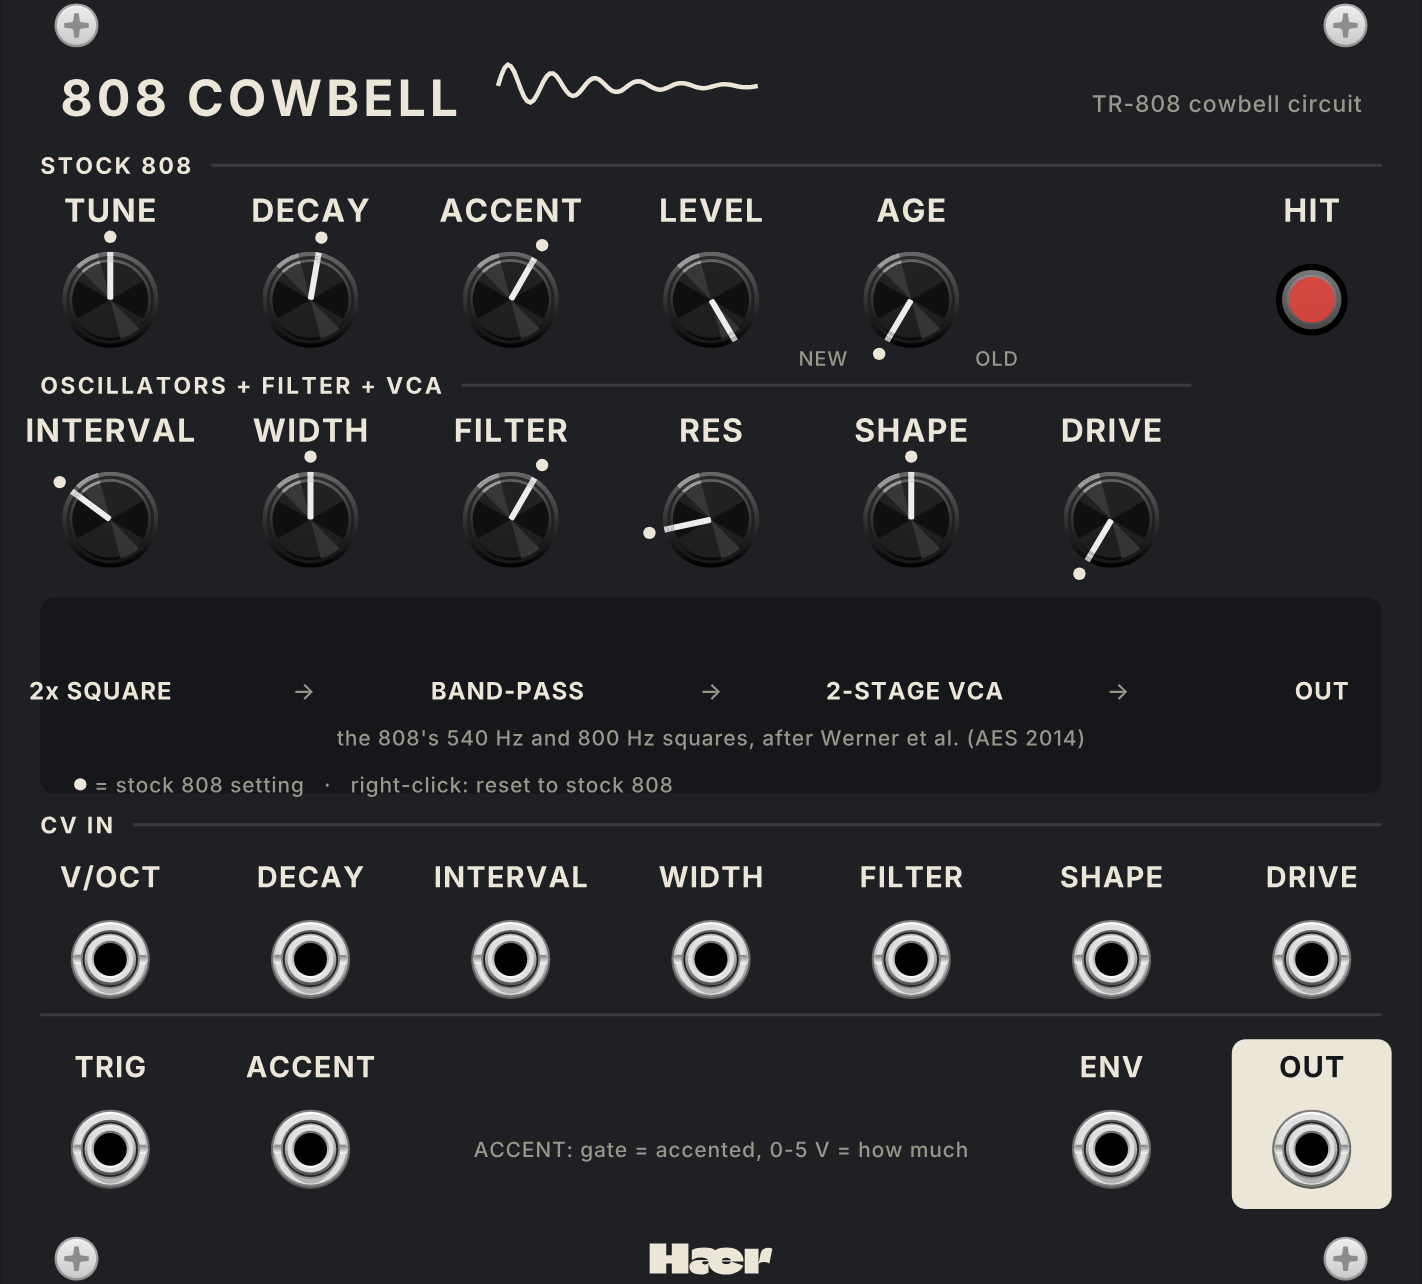 808 COWBELL
TR-808 cowbell circuit
STOCK 808
TUNE DECAY ACCENT LEVEL AGE HIT
NEW OLD
OSCILLATORS + FILTER + VCA
INTERVAL WIDTH FILTER RES SHAPE DRIVE
2x SQUARE → BAND-PASS → 2-STAGE VCA → OUT
the 808's 540 Hz and 800 Hz squares, after Werner et al. (AES 2014)
= stock 808 setting · right-click: reset to stock 808
CV IN
V/OCT DECAY INTERVAL WIDTH FILTER SHAPE DRIVE
TRIG ACCENT ENV OUT
ACCENT: gate = accented, 0-5 V = how much
Hær